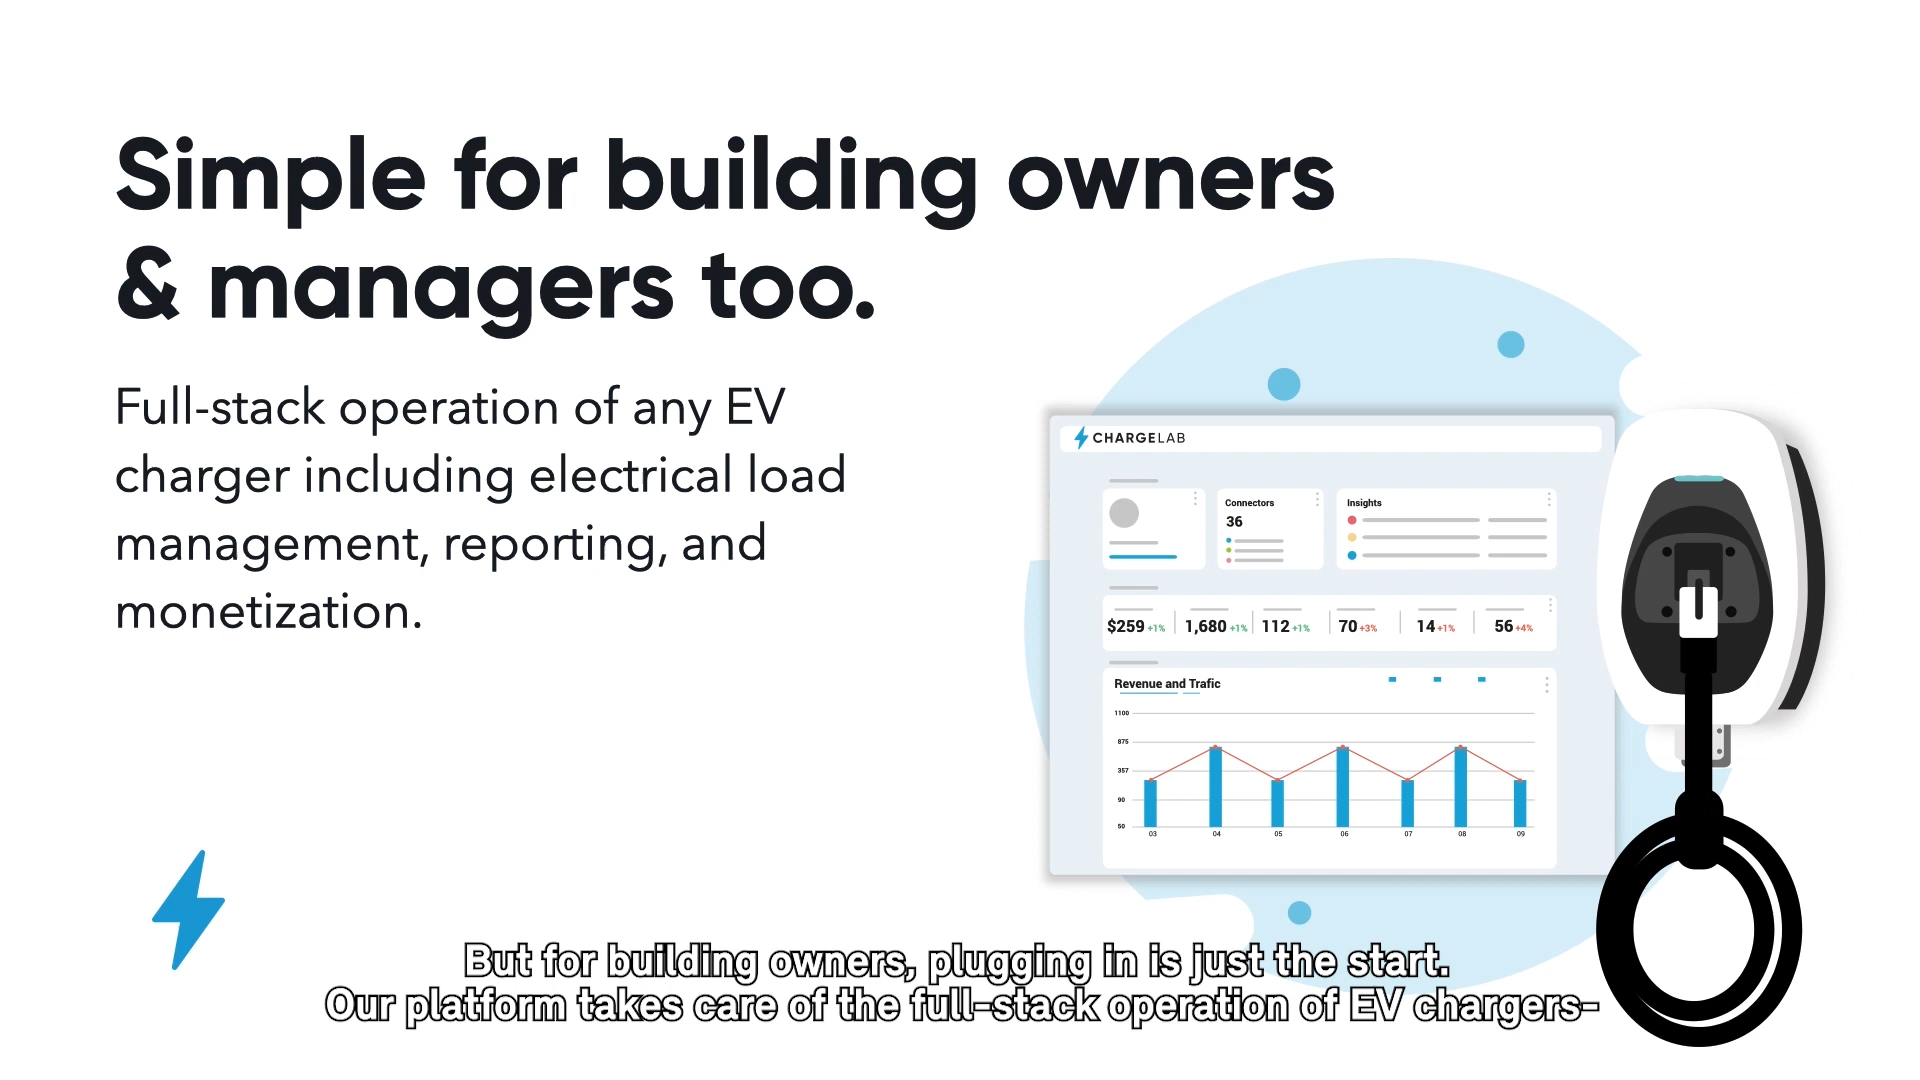 Simple for building owners
& managers too.
Full-stack operation of any EV
charger including electrical load
management, reporting, and
monetization.
CHARGELAB
Connectors
36
Insights
$259 +1% 1,680 +1% 112 +1% 70 +3% 14 +1% 56 +4%
Revenue and Trafic
1100
875
357
90
50
03 04 05 06 07 08 09
But for building owners, plugging in is just the start.
Our platform takes care of the full-stack operation of EV chargers-